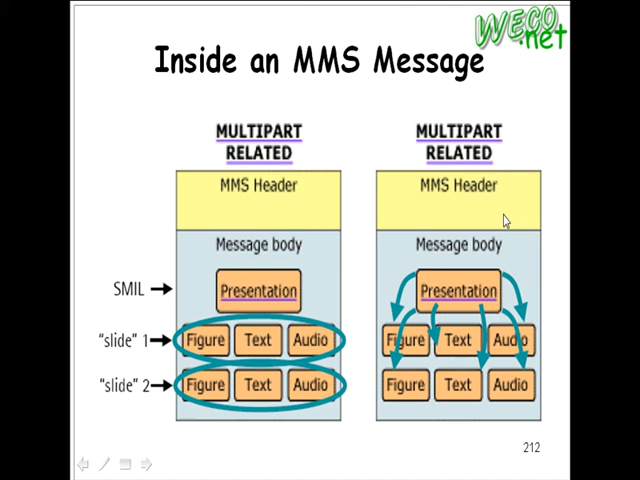 WECO
.net
Inside an MMS Message
MULTIPART
RELATED
MMS Header
Message body
SMIL
Presentation
"slide" 1
Figure Text Audio
"slide" 2
Figure Text Audio
MULTIPART
RELATED
MMS Header
Message body
Presentation
Figure Text Audio
Figure Text Audio
212